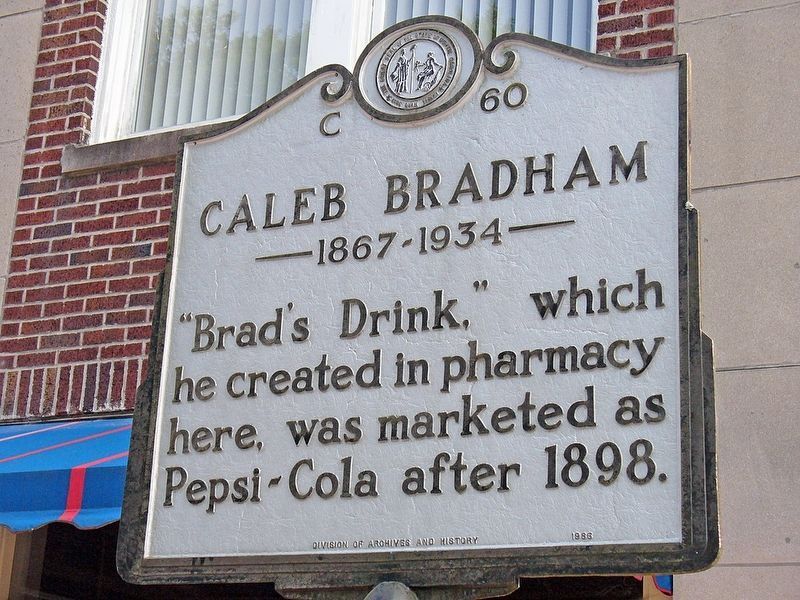 C 60
CALEB BRADHAM
1867-1934
"Brad's Drink," which
he created in pharmacy
here, was marketed as
Pepsi-Cola after 1898.
DIVISION OF ARCHIVES AND HISTORY 1986